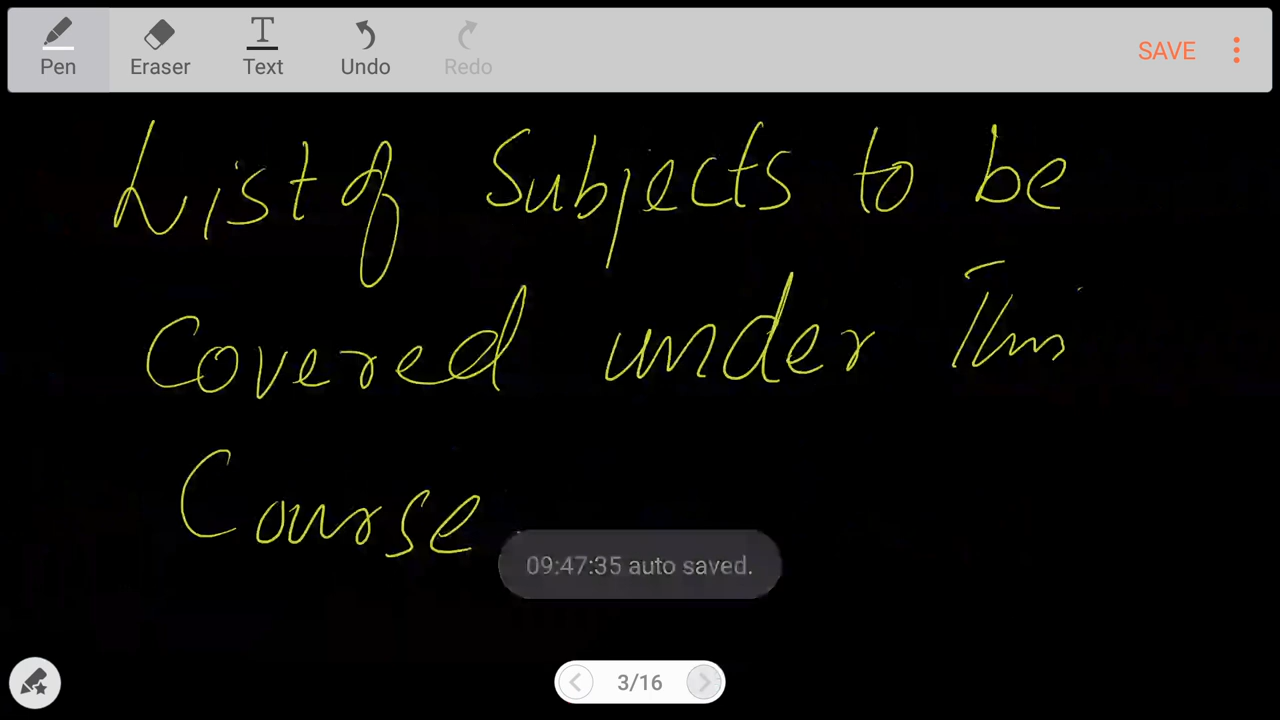 Pen Eraser Text Undo Redo SAVE
List of Subjects to be
Covered under This
Course
09:47:35 auto saved.
3/16